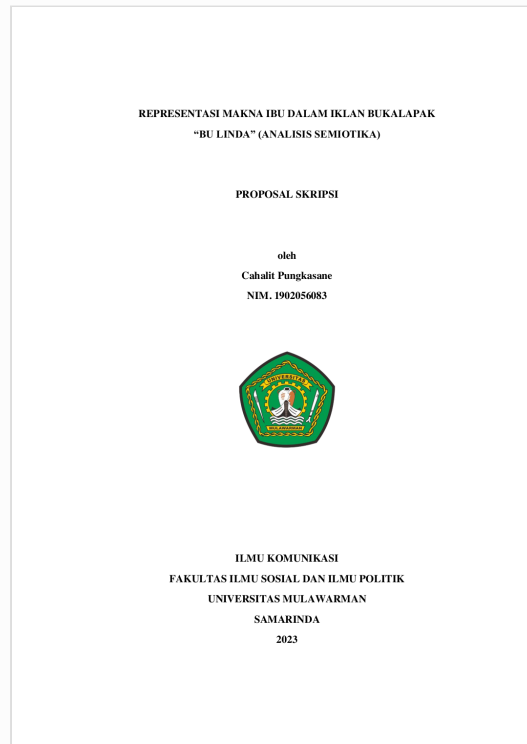 REPRESENTASI MAKNA IBU DALAM IKLAN BUKALAPAK
“BU LINDA” (ANALISIS SEMIOTIKA)
PROPOSAL SKRIPSI
oleh
Cahalit Pungkasane
NIM. 1902056083
UNIVERSITAS
MULAWARMAN
ILMU KOMUNIKASI
FAKULTAS ILMU SOSIAL DAN ILMU POLITIK
UNIVERSITAS MULAWARMAN
SAMARINDA
2023